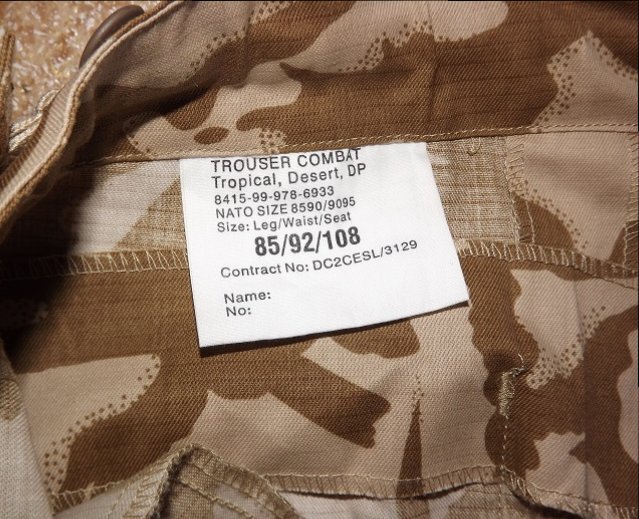 TROUSER COMBAT
Tropical, Desert, DP
8415-99-978-6933
NATO SIZE 8590/9095
Size: Leg/Waist/Seat
85/92/108
Contract No: DC2CESL/3129
Name:
No: